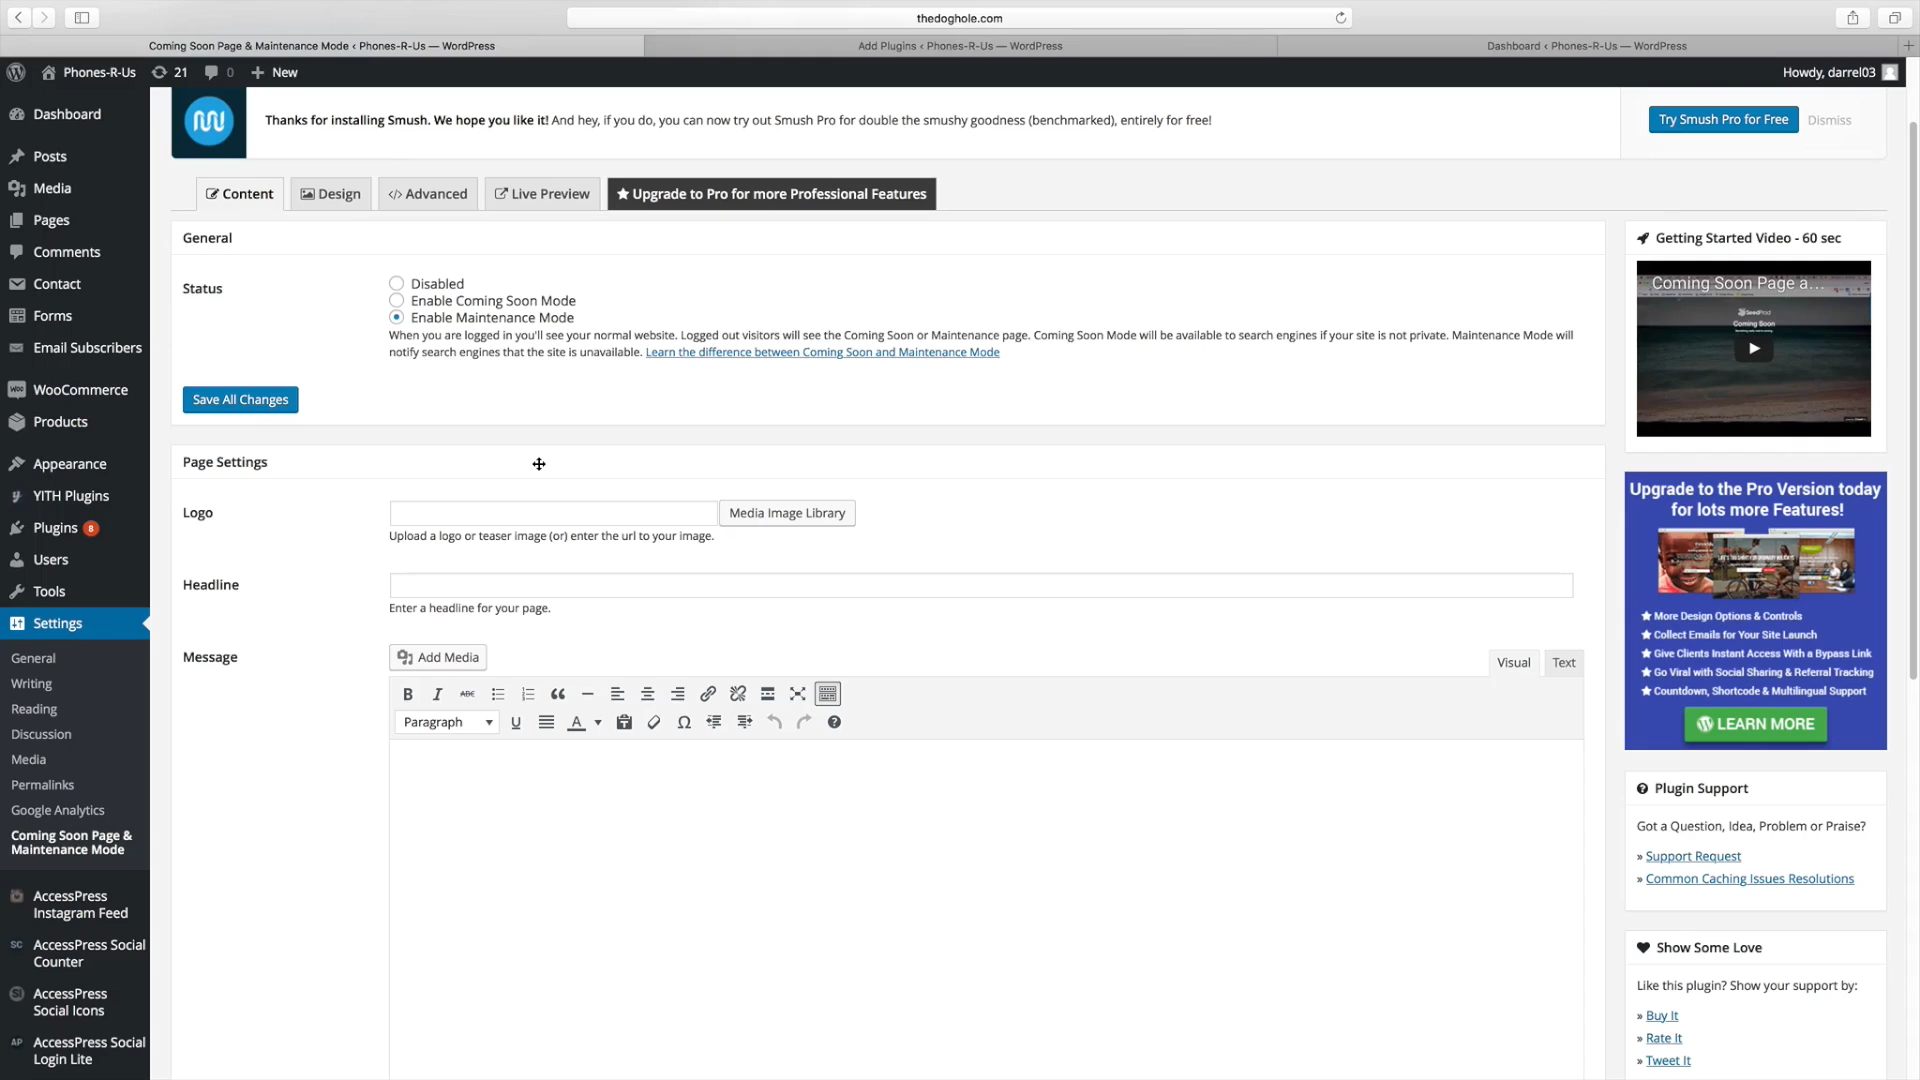 thedoghole.com
Coming Soon Page & Maintenance Mode ‹ Phones-R-Us — WordPress
Add Plugins ‹ Phones-R-Us — WordPress
Dashboard ‹ Phones-R-Us — WordPress
Phones-R-Us
21
0
New
Howdy, darrel03
Dashboard
Posts
Media
Pages
Comments
Contact
Forms
Email Subscribers
WooCommerce
Products
Appearance
YITH Plugins
Plugins 8
Users
Tools
Settings
General
Writing
Reading
Discussion
Media
Permalinks
Google Analytics
Coming Soon Page &
Maintenance Mode
AccessPress
Instagram Feed
SC AccessPress Social
Counter
AccessPress
Social Icons
AP AccessPress Social
Login Lite
Thanks for installing Smush. We hope you like it! And hey, if you do, you can now try out Smush Pro for double the smushy goodness (benchmarked), entirely for free!
Try Smush Pro for Free
Dismiss
Content
Design
Advanced
Live Preview
Upgrade to Pro for more Professional Features
General
Status
Disabled
Enable Coming Soon Mode
Enable Maintenance Mode
When you are logged in you'll see your normal website. Logged out visitors will see the Coming Soon or Maintenance page. Coming Soon Mode will be available to search engines if your site is not private. Maintenance Mode will
notify search engines that the site is unavailable. Learn the difference between Coming Soon and Maintenance Mode
Save All Changes
Page Settings
Logo
Media Image Library
Upload a logo or teaser image (or) enter the url to your image.
Headline
Enter a headline for your page.
Message
Add Media
Visual
Text
B I ABC
Paragraph
U A Ω
Getting Started Video - 60 sec
Coming Soon Page a...
SeedProd
Coming Soon
Upgrade to the Pro Version today
for lots more Features!
More Design Options & Controls
Collect Emails for Your Site Launch
Give Clients Instant Access With a Bypass Link
Go Viral with Social Sharing & Referral Tracking
Countdown, Shortcode & Multilingual Support
LEARN MORE
Plugin Support
Got a Question, Idea, Problem or Praise?
» Support Request
» Common Caching Issues Resolutions
Show Some Love
Like this plugin? Show your support by:
» Buy It
» Rate It
» Tweet It